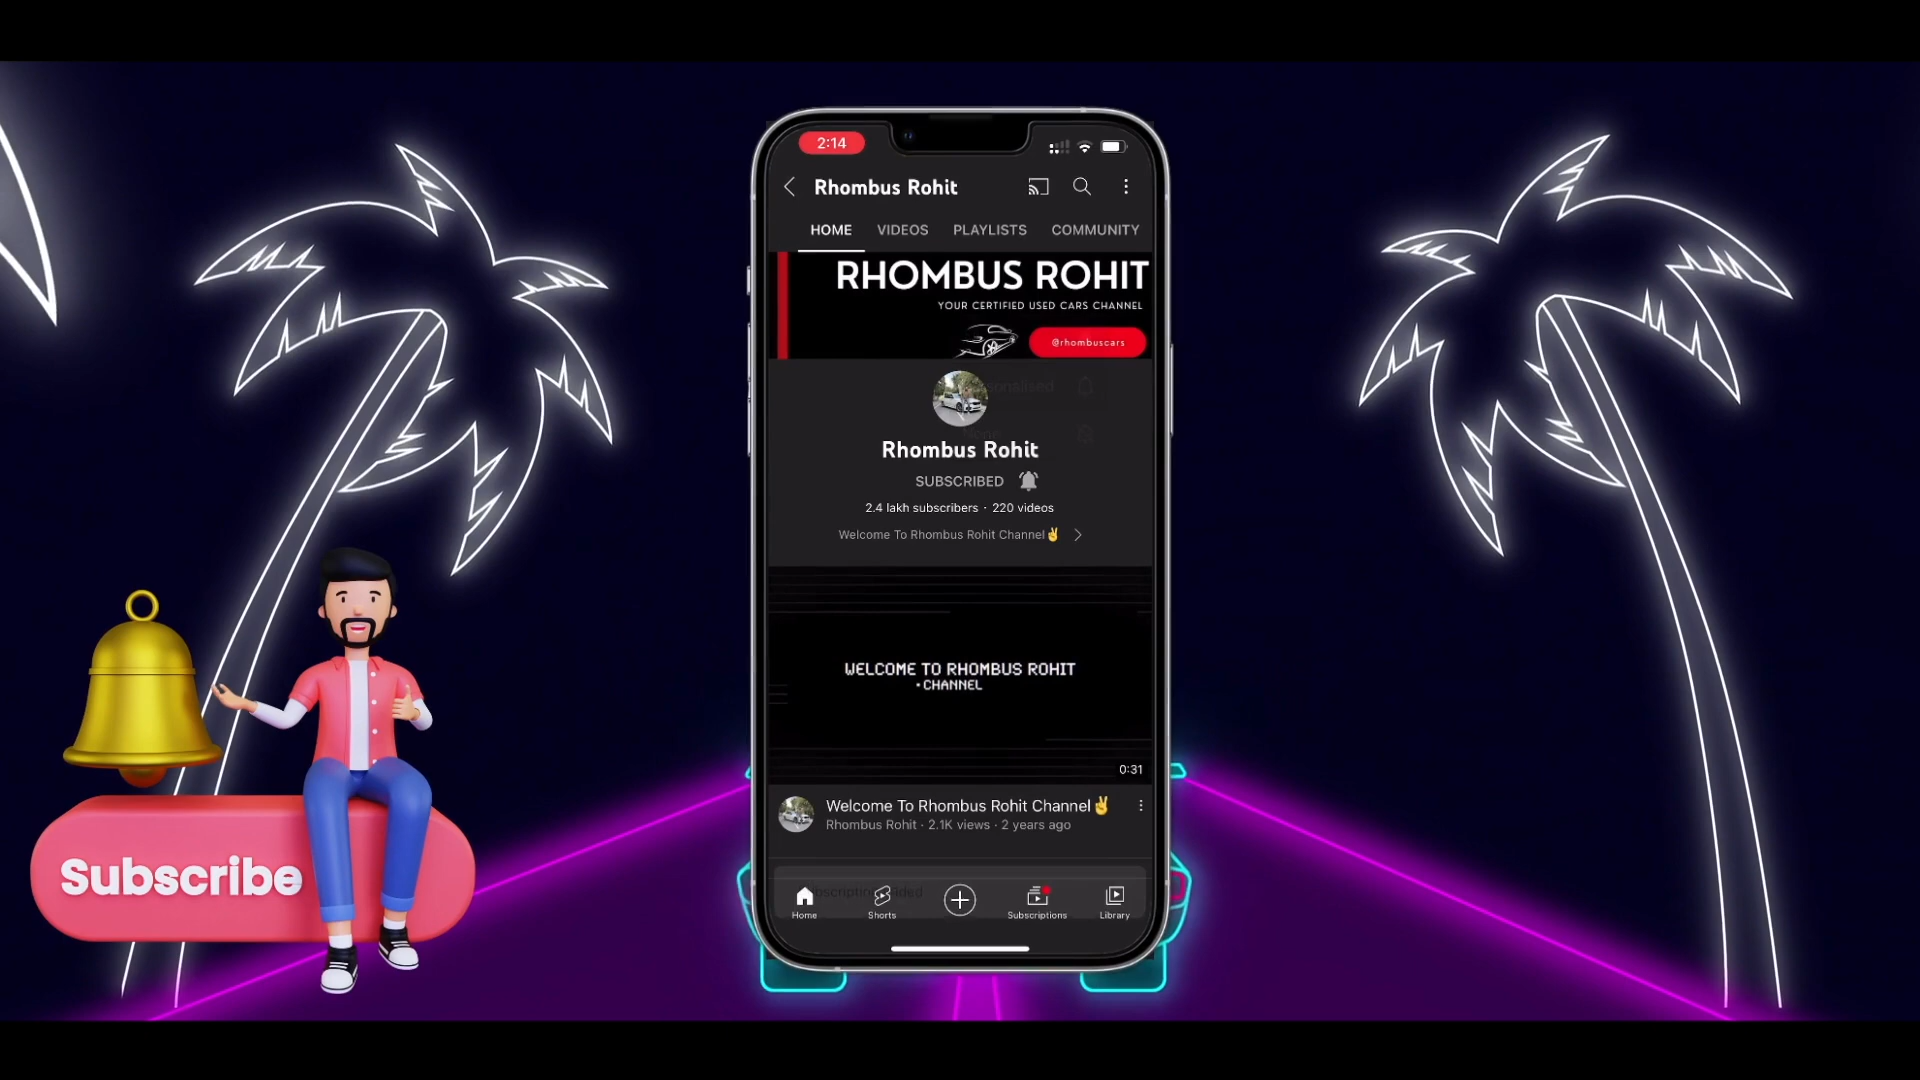 2:14
Rhombus Rohit
HOME VIDEOS PLAYLISTS COMMUNITY
RHOMBUS ROHIT
YOUR CERTIFIED USED CARS CHANNEL
@rhombuscars
Rhombus Rohit
SUBSCRIBED
2.4 lakh subscribers · 220 videos
Welcome To Rhombus Rohit Channel✌️
WELCOME TO RHOMBUS ROHIT
•CHANNEL
0:31
Welcome To Rhombus Rohit Channel✌️
Rhombus Rohit · 2.1K views · 2 years ago
Home Shorts Subscriptions Library
Subscribe